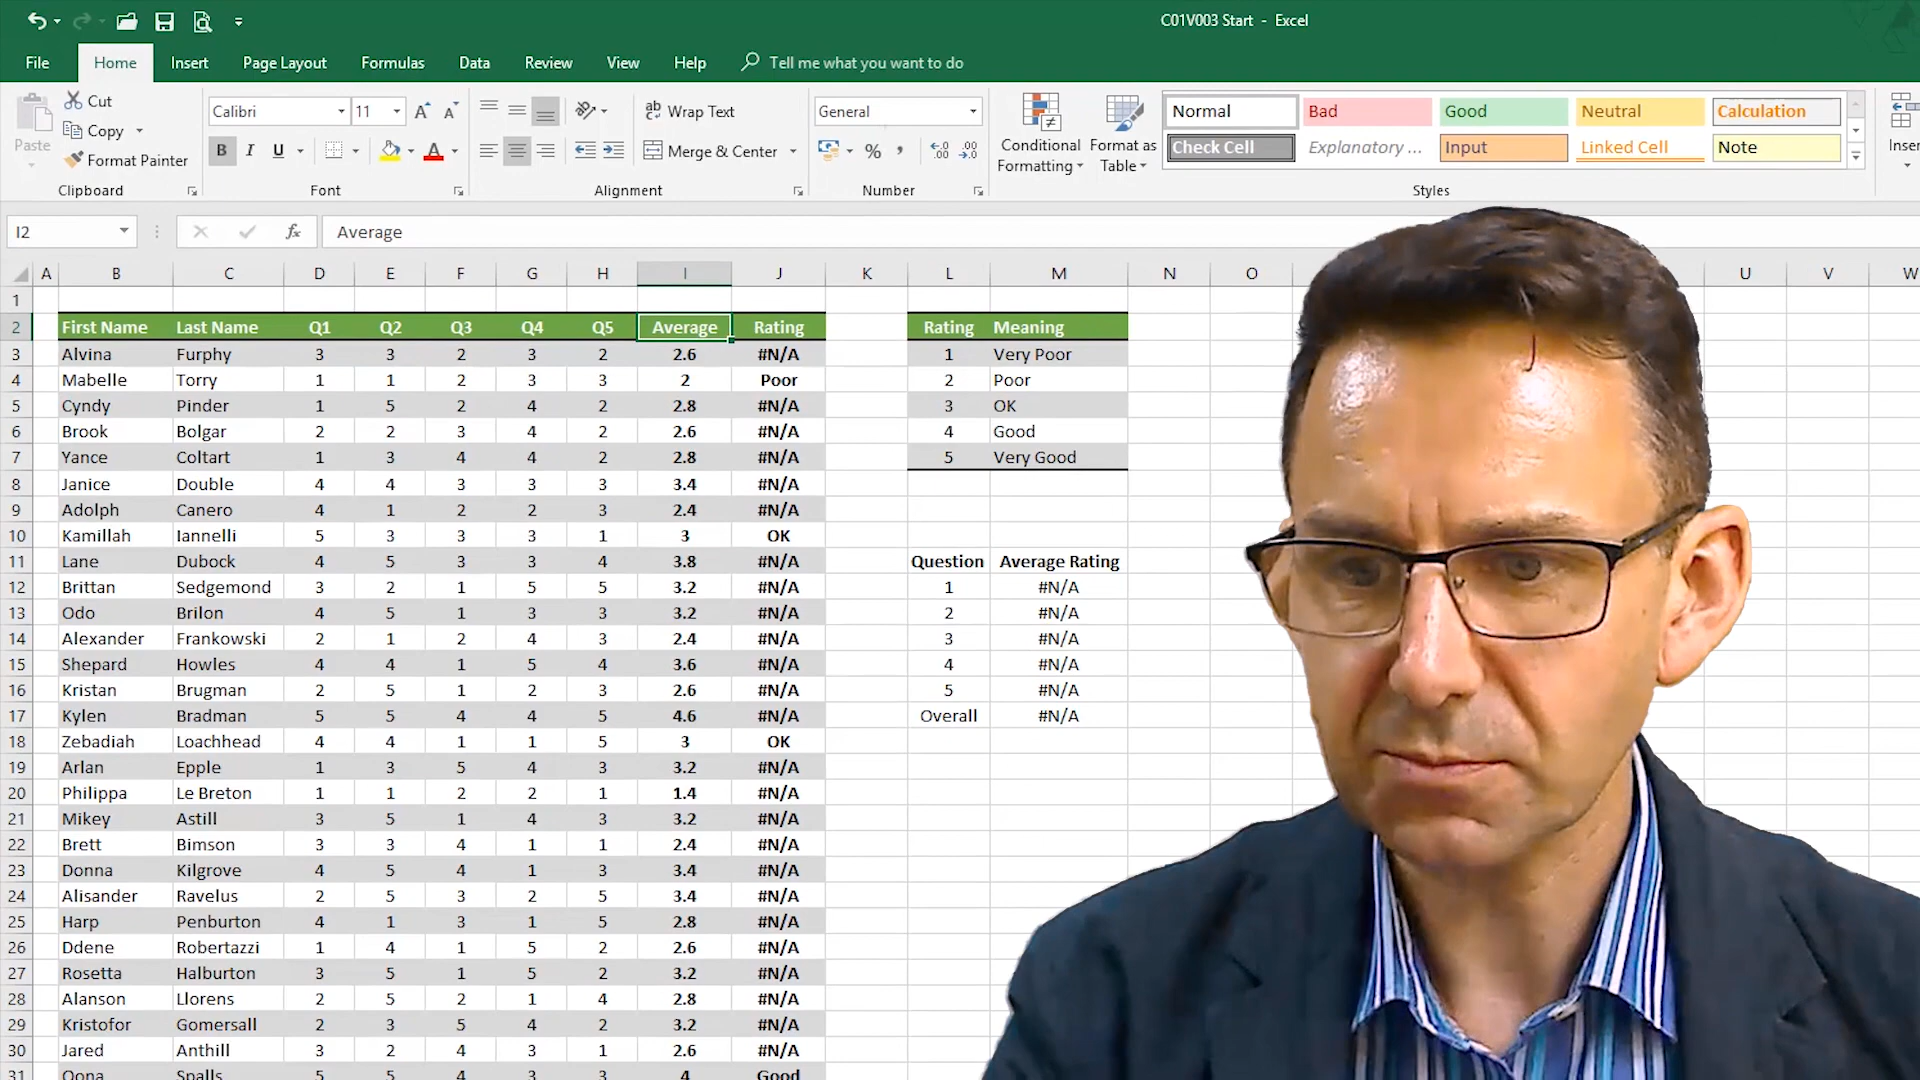 C01V003 Start - Excel
File Home Insert Page Layout Formulas Data Review View Help Tell me what you want to do
Cut
Copy
Paste
Format Painter
Clipboard
Calibri 11
B I U
Font
Wrap Text
Merge & Center
Alignment
General
%
Number
Conditional Formatting
Format as Table
Normal Bad Good Neutral Calculation
Check Cell Explanatory ... Input Linked Cell Note
Styles
I2 fx Average
A B C D E F G H I J K L M N O U V W
1
2 First Name Last Name Q1 Q2 Q3 Q4 Q5 Average Rating Rating Meaning
3 Alvina Furphy 3 3 2 3 2 2.6 #N/A 1 Very Poor
4 Mabelle Torry 1 1 2 3 3 2 Poor 2 Poor
5 Cyndy Pinder 1 5 2 4 2 2.8 #N/A 3 OK
6 Brook Bolgar 2 2 3 4 2 2.6 #N/A 4 Good
7 Yance Coltart 1 3 4 4 2 2.8 #N/A 5 Very Good
8 Janice Double 4 4 3 3 3 3.4 #N/A
9 Adolph Canero 4 1 2 2 3 2.4 #N/A
10 Kamillah Iannelli 5 3 3 3 1 3 OK
11 Lane Dubock 4 5 3 3 4 3.8 #N/A Question Average Rating
12 Brittan Sedgemond 3 2 1 5 5 3.2 #N/A 1 #N/A
13 Odo Brilon 4 5 1 3 3 3.2 #N/A 2 #N/A
14 Alexander Frankowski 2 1 2 4 3 2.4 #N/A 3 #N/A
15 Shepard Howles 4 4 1 5 4 3.6 #N/A 4 #N/A
16 Kristan Brugman 2 5 1 2 3 2.6 #N/A 5 #N/A
17 Kylen Bradman 5 5 4 4 5 4.6 #N/A Overall #N/A
18 Zebadiah Loachhead 4 4 1 1 5 3 OK
19 Arlan Epple 1 3 5 4 3 3.2 #N/A
20 Philippa Le Breton 1 1 2 2 1 1.4 #N/A
21 Mikey Astill 3 5 1 4 3 3.2 #N/A
22 Brett Bimson 3 3 4 1 1 2.4 #N/A
23 Donna Kilgrove 4 5 4 1 3 3.4 #N/A
24 Alisander Ravelus 2 5 3 2 5 3.4 #N/A
25 Harp Penburton 4 1 3 1 5 2.8 #N/A
26 Ddene Robertazzi 1 4 1 5 2 2.6 #N/A
27 Rosetta Halburton 3 5 1 5 2 3.2 #N/A
28 Alanson Llorens 2 5 2 1 4 2.8 #N/A
29 Kristofor Gomersall 2 3 5 4 2 3.2 #N/A
30 Jared Anthill 3 2 4 3 1 2.6 #N/A
31 Oona Spalls 5 5 4 3 3 4 Good